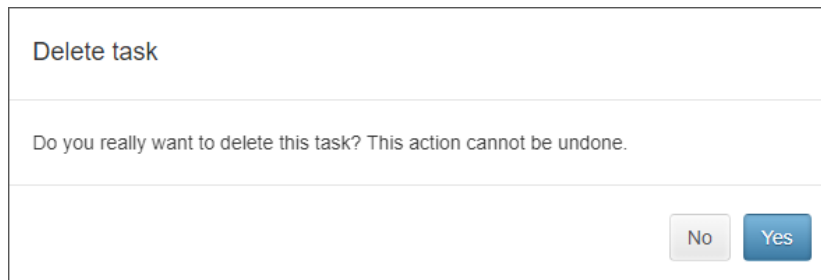 Delete task
Do you really want to delete this task? This action cannot be undone.
No Yes